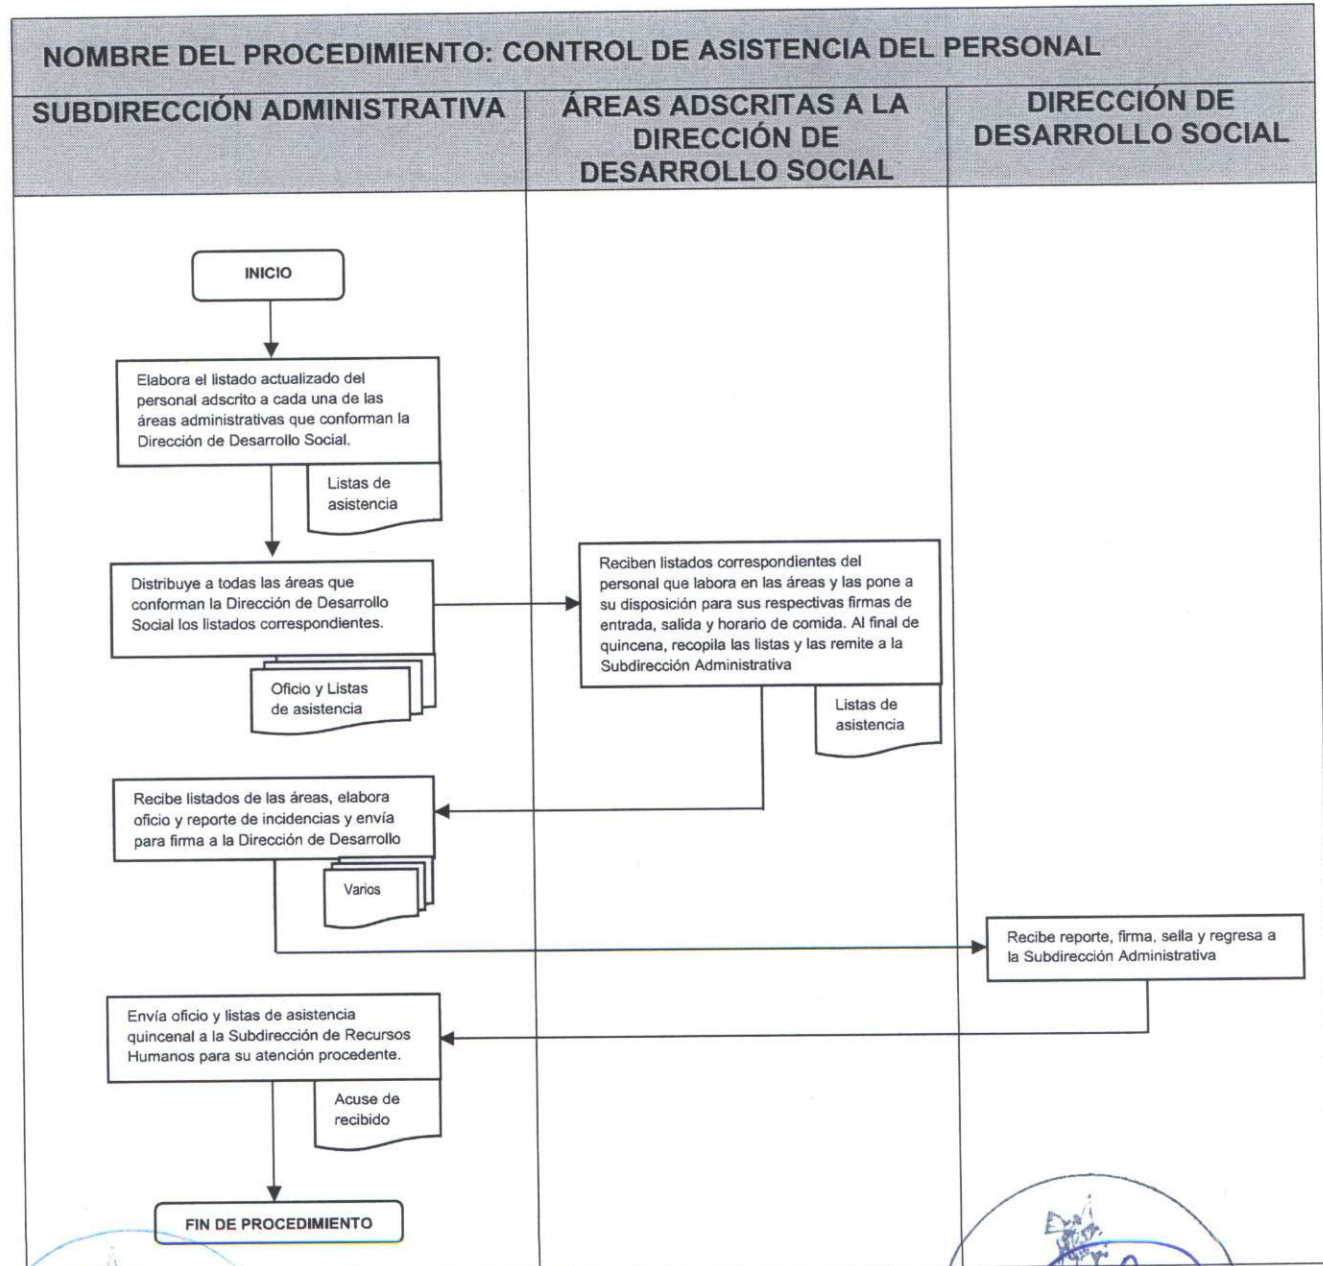 NOMBRE DEL PROCEDIMIENTO: CONTROL DE ASISTENCIA DEL PERSONAL
SUBDIRECCIÓN ADMINISTRATIVA
ÁREAS ADSCRITAS A LA
DIRECCIÓN DE
DESARROLLO SOCIAL
DIRECCIÓN DE
DESARROLLO SOCIAL
INICIO
Elabora el listado actualizado del
personal adscrito a cada una de las
áreas administrativas que conforman la
Dirección de Desarrollo Social.
Listas de
asistencia
Distribuye a todas las áreas que
conforman la Dirección de Desarrollo
Social los listados correspondientes.
Oficio y Listas
de asistencia
Reciben listados correspondientes del
personal que labora en las áreas y las pone a
su disposición para sus respectivas firmas de
entrada, salida y horario de comida. Al final de
quincena, recopila las listas y las remite a la
Subdirección Administrativa
Listas de
asistencia
Recibe listados de las áreas, elabora
oficio y reporte de incidencias y envía
para firma a la Dirección de Desarrollo
Varios
Recibe reporte, firma, sella y regresa a
la Subdirección Administrativa
Envía oficio y listas de asistencia
quincenal a la Subdirección de Recursos
Humanos para su atención procedente.
Acuse de
recibido
FIN DE PROCEDIMIENTO